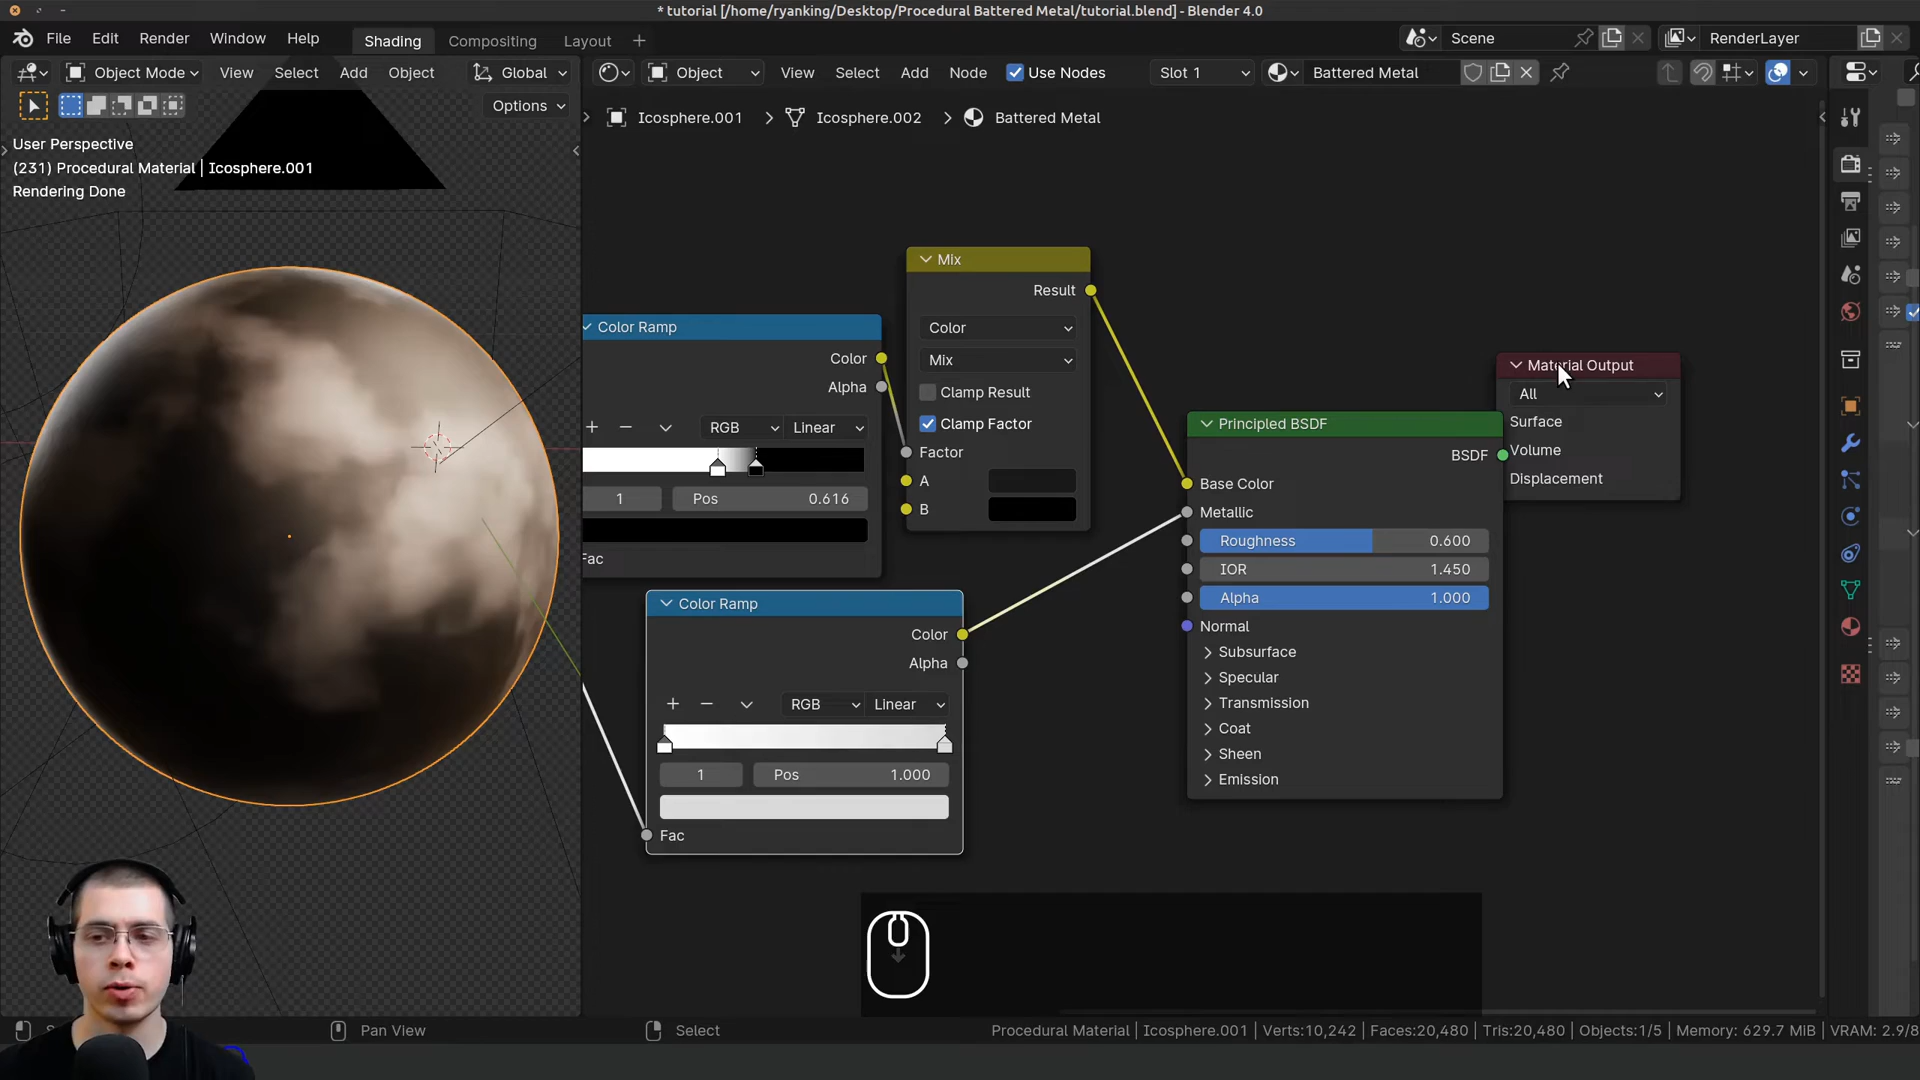 * tutorial [/home/ryanking/Desktop/Procedural Battered Metal/tutorial.blend] - Blender 4.0
File Edit Render Window Help Shading Compositing Layout + Scene RenderLayer
Object Mode View Select Add Object Global Object View Select Add Node Use Nodes Slot 1 Battered Metal
Options
Icosphere.001 > Icosphere.002 > Battered Metal
User Perspective
(231) Procedural Material | Icosphere.001
Rendering Done
Mix
Result
Color
Mix
Clamp Result
Clamp Factor
Factor
A
B
Color Ramp
Color
Alpha
RGB Linear
1 Pos 0.616
Fac
Material Output
All
Surface
Volume
Displacement
Principled BSDF
BSDF
Base Color
Metallic
Roughness 0.600
IOR 1.450
Alpha 1.000
Normal
Subsurface
Specular
Transmission
Coat
Sheen
Emission
Color Ramp
Color
Alpha
RGB Linear
1 Pos 1.000
Fac
Pan View Select Procedural Material | Icosphere.001 | Verts:10,242 | Faces:20,480 | Tris:20,480 | Objects:1/5 | Memory: 629.7 MiB | VRAM: 2.9/8